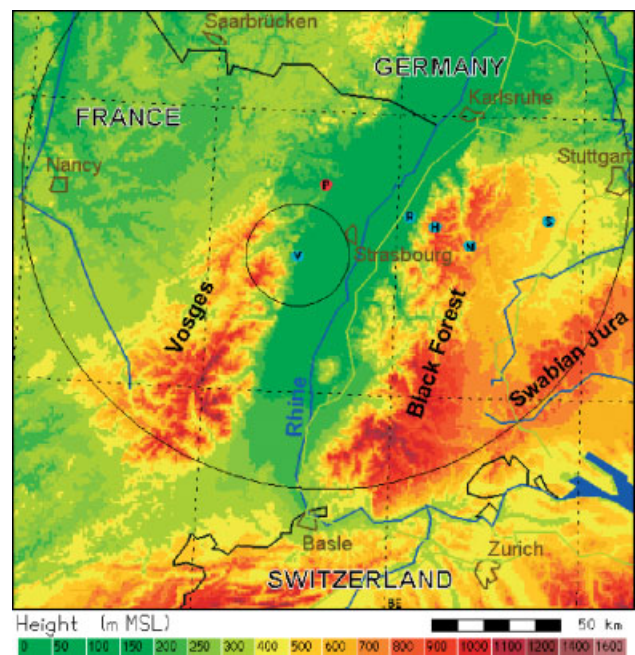 Saarbrücken
GERMANY
FRANCE
Karlsruhe
Nancy
Stuttgart
P
R
H
S
M
V
Strasbourg
Vosges
Black Forest
Swabian Jura
Rhine
Basle
Zurich
SWITZERLAND
8E
Height (m MSL)
50 km
0 50 100 150 200 250 300 400 500 600 700 800 900 1000 1100 1200 1400 1600